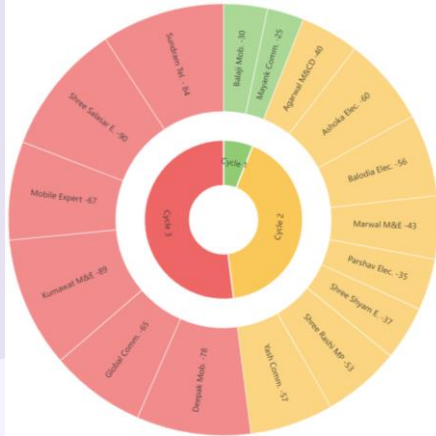 Balaji Mob. -30
Mayank Comm. -25
Agarwal M&CD -40
Ashoka Elec. -60
Balodia Elec. -56
Marwal M&E -43
Parshav Elec. -35
Shree Shyam E. -37
Shree Rashi MP -53
Yash Comm. -57
Deepak Mob. -78
Global Comm. -65
Kumawat M&E -89
Mobile Expert -67
Shree Salasar E. -90
Sundram Tel. - 84
Cycle 1
Cycle 2
Cycle 3